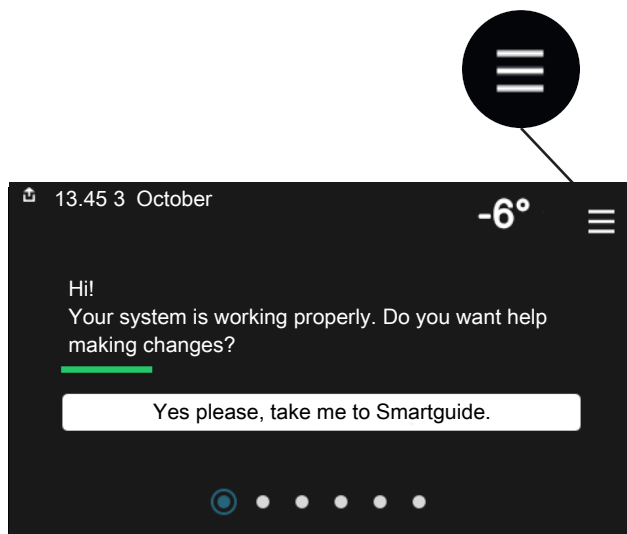 13.45 3 October
-6°
Hi!
Your system is working properly. Do you want help
making changes?
Yes please, take me to Smartguide.